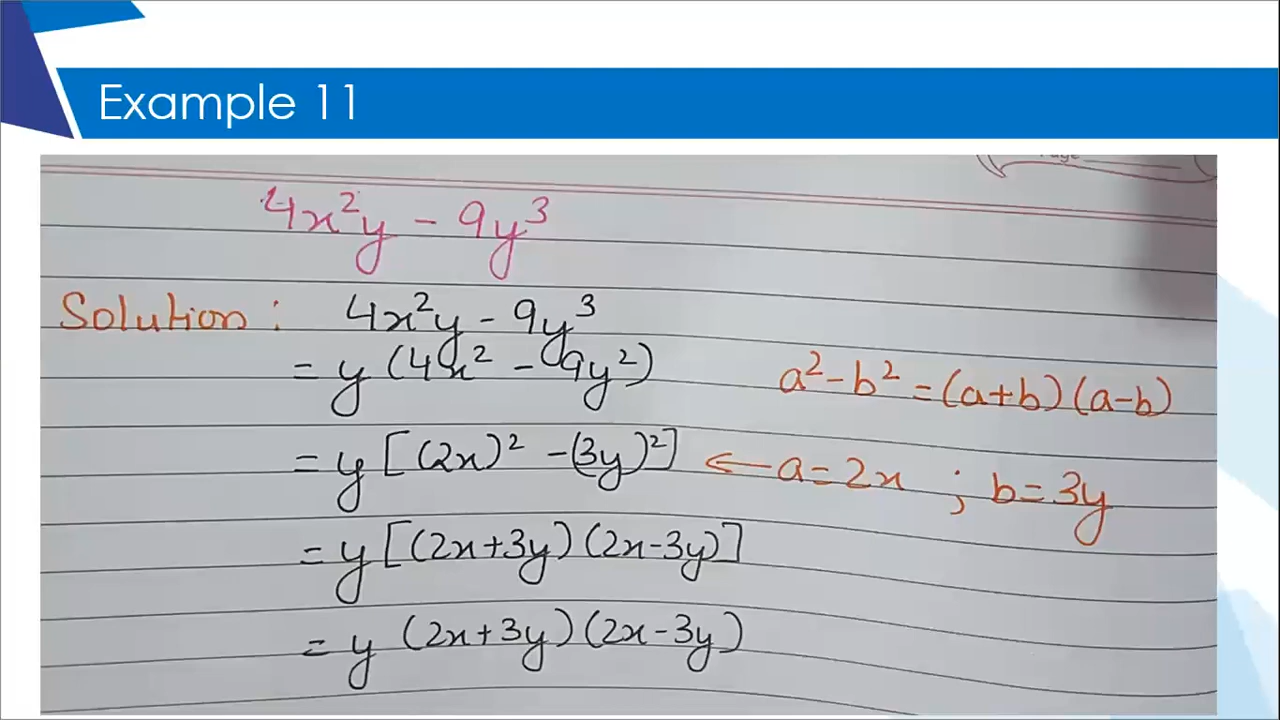 Example 11
4x²y - 9y³
Solution : 4x²y - 9y³
= y (4x² - 9y²) a² - b² = (a+b) (a-b)
= y [(2x)² - (3y)²] ← a = 2x ; b = 3y
= y [(2x+3y) (2x-3y)]
= y (2x+3y) (2x-3y)